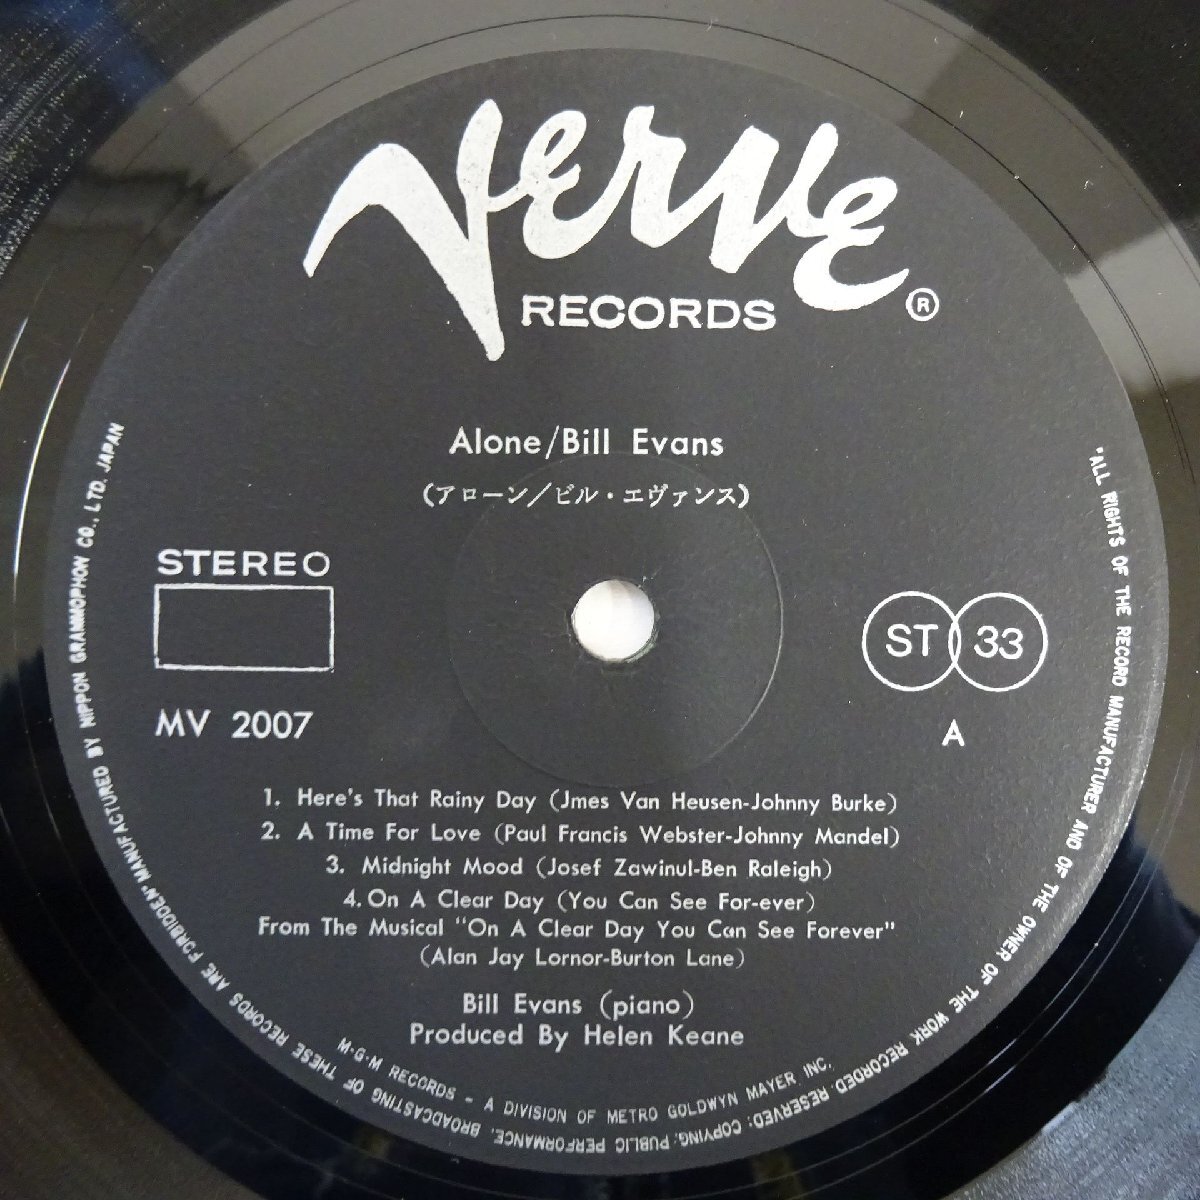 Verve
RECORDS ®
Alone/Bill Evans
(アローン/ビル・エヴァンス)
STEREO
MV 2007
ST 33
A
1. Here's That Rainy Day (Jmes Van Heusen-Johnny Burke)
2. A Time For Love (Paul Francis Webster-Johnny Mandel)
3. Midnight Mood (Josef Zawinul-Ben Raleigh)
4. On A Clear Day (You Can See For-ever)
From The Musical "On A Clear Day You Can See Forever"
(Alan Jay Lornor-Burton Lane)
Bill Evans (piano)
Produced By Helen Keane
M-G-M RECORDS - A DIVISION OF METRO GOLDWYN MAYER INC.
"ALL RIGHTS OF THE RECORD MANUFACTURER AND OF THE OWNER OF THE WORK RECORDED RESERVED: COPYING: PUBLIC PERFORMANCE, BROADCASTING OF THESE RECORDS ARE FORBIDDEN" MANUFACTURED BY NIPPON GRAMMOPHON CO., LTD. JAPAN